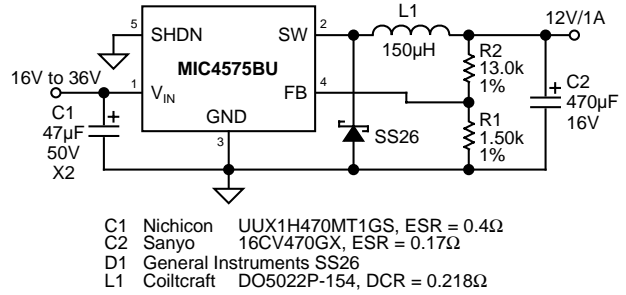 L1
12V/1A
5
SHDN
SW
2
150µH
R2
13.0k
1%
MIC4575BU
16V to 36V
1
VIN
FB
4
C2
470µF
16V
C1
47µF
50V
X2
GND
3
SS26
R1
1.50k
1%
C1 Nichicon UUX1H470MT1GS, ESR = 0.4Ω
C2 Sanyo 16CV470GX, ESR = 0.17Ω
D1 General Instruments SS26
L1 Coiltcraft DO5022P-154, DCR = 0.218Ω